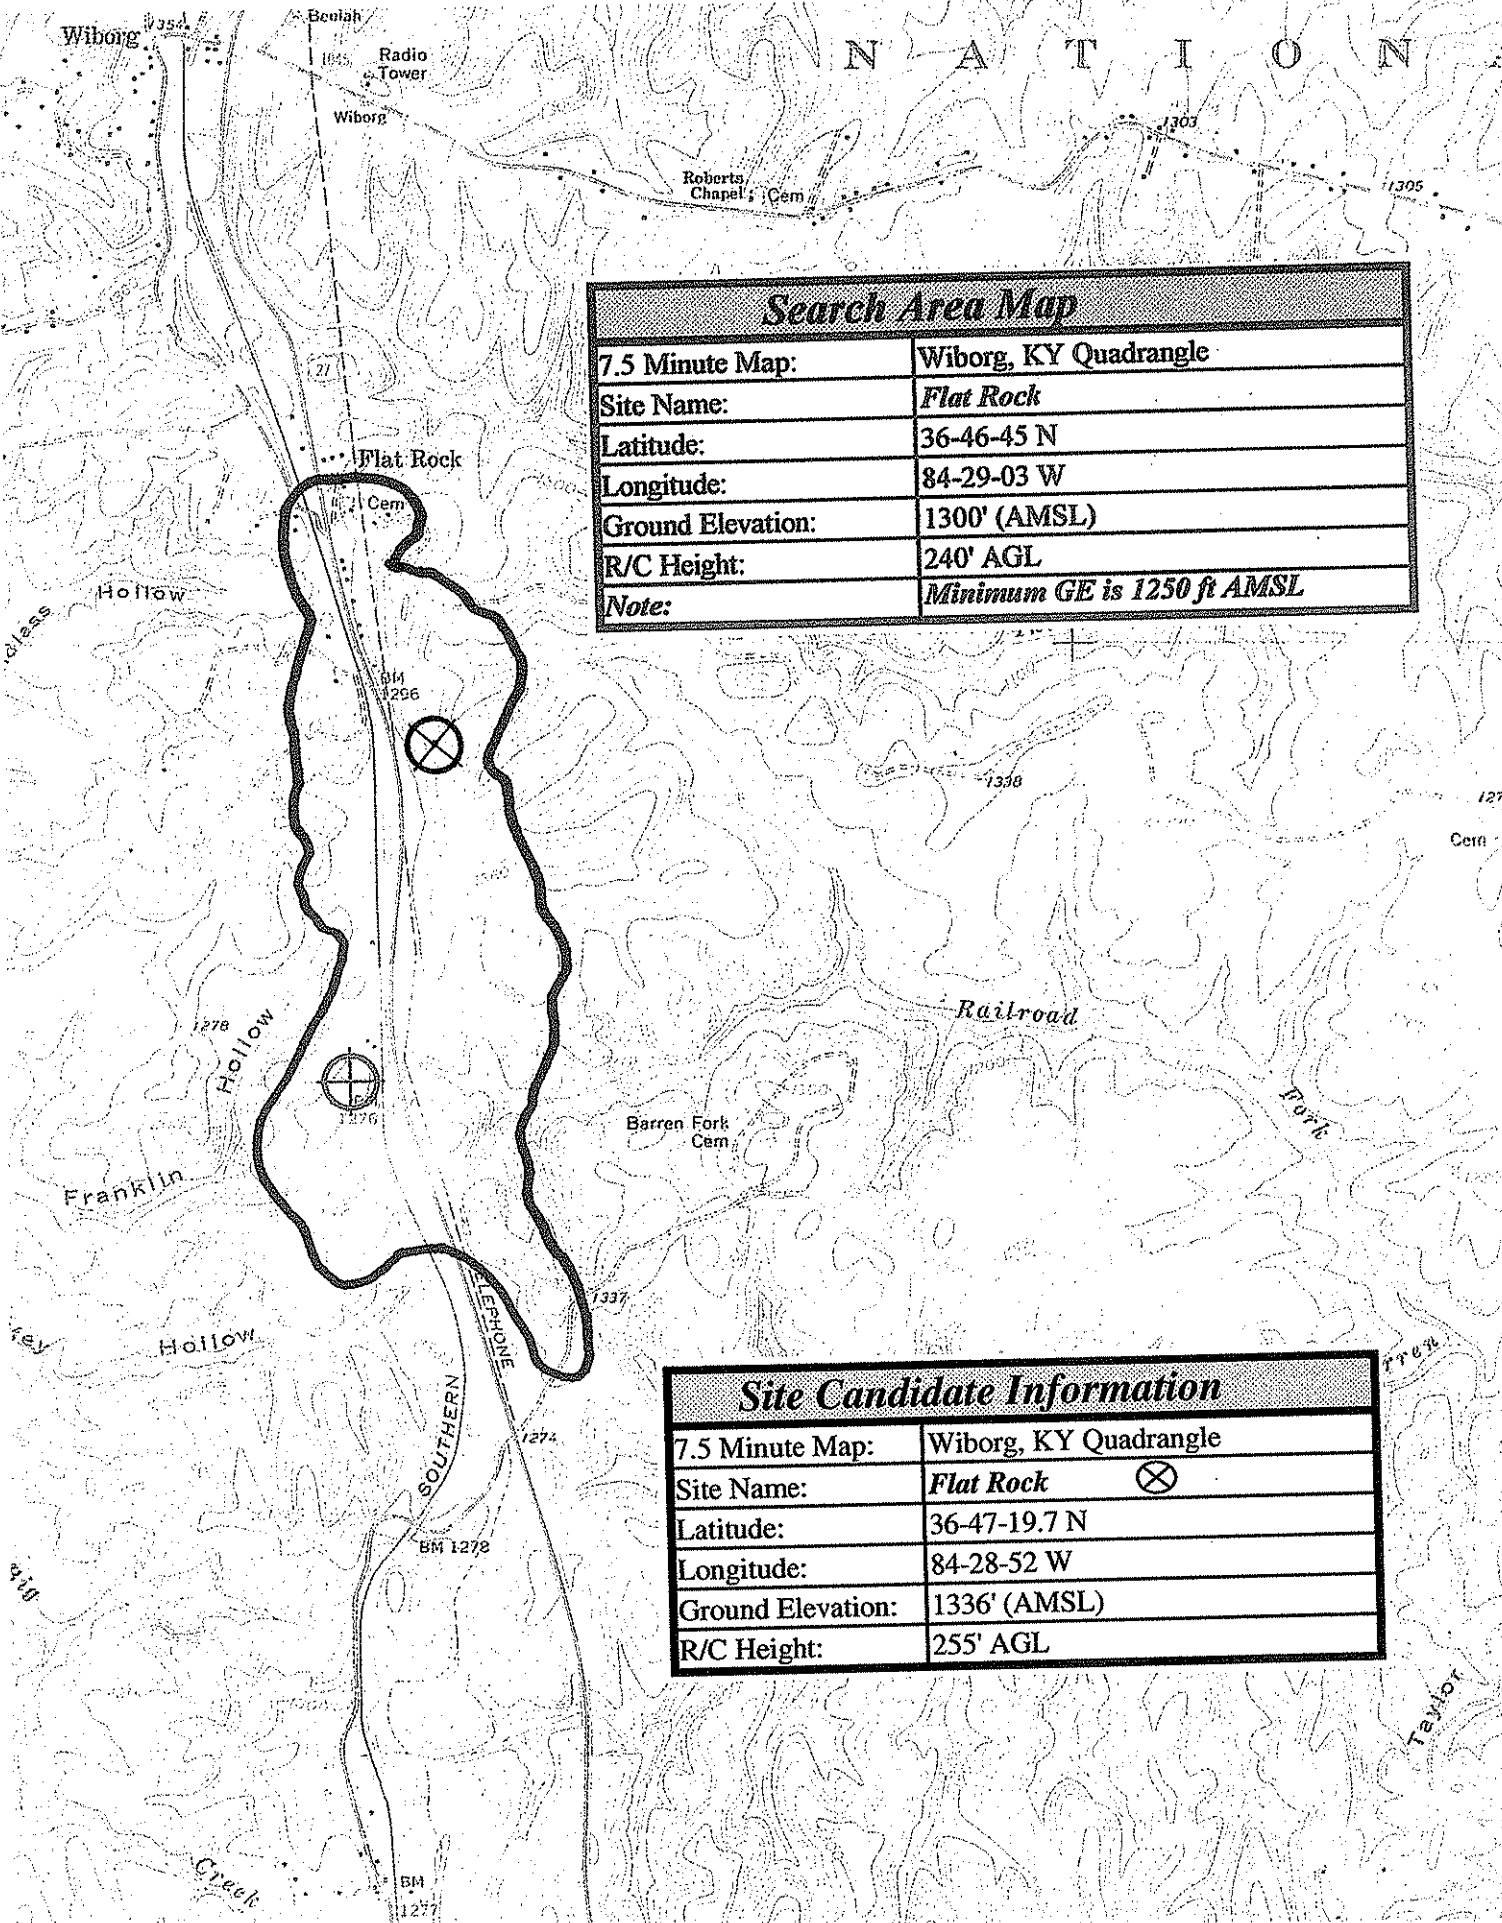 Beulah
Wiborg
1354
1345
Radio
Tower
Wiborg
N A T I O N
1303
Roberts
Chapel
Cem
1305
Search Area Map
7.5 Minute Map: Wiborg, KY Quadrangle
Site Name: Flat Rock
Latitude: 36-46-45 N
Longitude: 84-29-03 W
Ground Elevation: 1300' (AMSL)
R/C Height: 240' AGL
Note: Minimum GE is 1250 ft AMSL
27
Flat Rock
Cem
Hollow
BM
1296
1338
Cem
1278
Hollow
Railroad
Fork
1276
Barren Fork
Cem
Franklin
1337
Hollow
TELEPHONE
SOUTHERN
1274
BM 1278
Site Candidate Information
7.5 Minute Map: Wiborg, KY Quadrangle
Site Name: Flat Rock
Latitude: 36-47-19.7 N
Longitude: 84-28-52 W
Ground Elevation: 1336' (AMSL)
R/C Height: 255' AGL
Big
Taylor
Creek
BM
1277